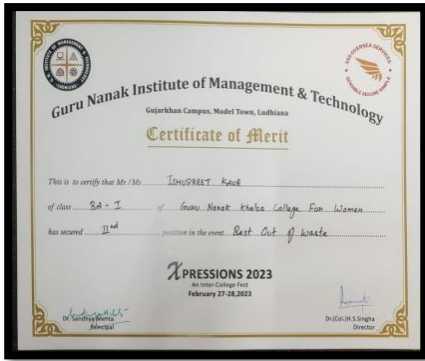 Guru Nanak Institute of Management & Technology
Gujarkhan Campus, Model Town, Ludhiana
Certificate of Merit
This is to certify that Mr /Ms Ishupreet Kaur
of class BA-I of Guru Nanak Khalsa College For Women
has secured IInd position in the event Best Out of Waste
XPRESSIONS 2023
An Inter-College Fest
February 27-28,2023
Dr. Sandhya Mehta
Principal
Dr.(Col.)H.S.Singha
Director